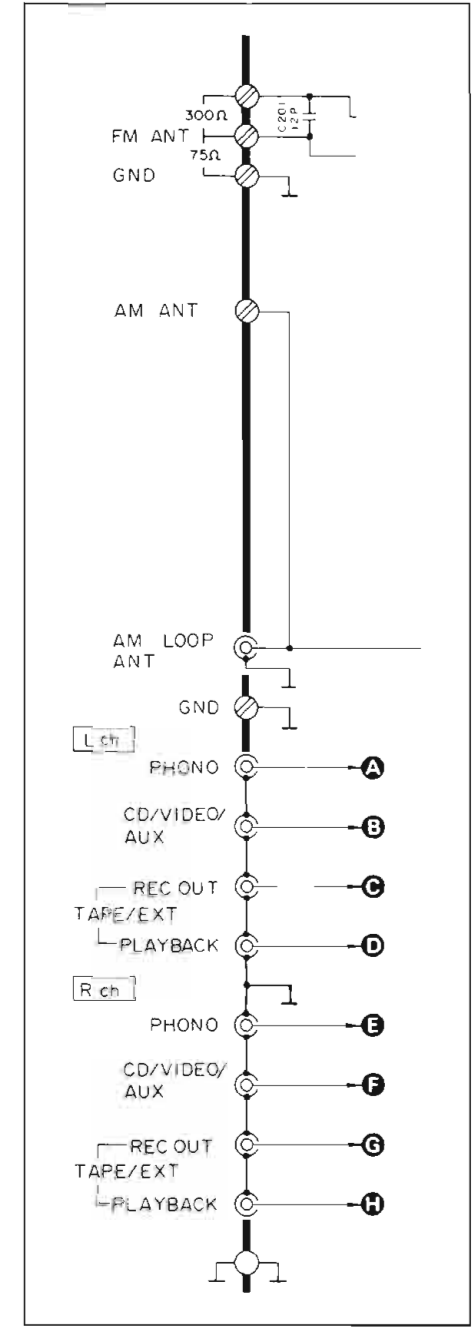 300Ω
C201
12P
FM ANT
75Ω
GND
AM ANT
AM LOOP
ANT
GND
L ch
PHONO A
CD/VIDEO/
AUX B
REC OUT C
TAPE/EXT
PLAYBACK D
R ch
PHONO E
CD/VIDEO/
AUX F
REC OUT G
TAPE/EXT
PLAYBACK H